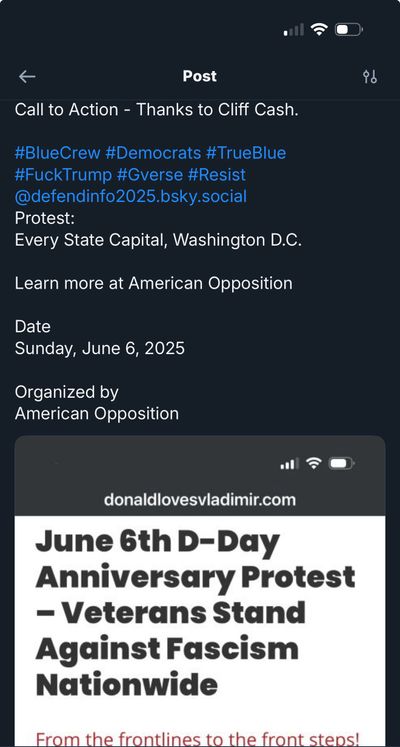 Post
Call to Action - Thanks to Cliff Cash.
#BlueCrew #Democrats #TrueBlue
#FuckTrump #Gverse #Resist
@defendinfo2025.bsky.social
Protest:
Every State Capital, Washington D.C.
Learn more at American Opposition
Date
Sunday, June 6, 2025
Organized by
American Opposition
donaldlovesvladimir.com
June 6th D-Day
Anniversary Protest
– Veterans Stand
Against Fascism
Nationwide
From the frontlines to the front steps!